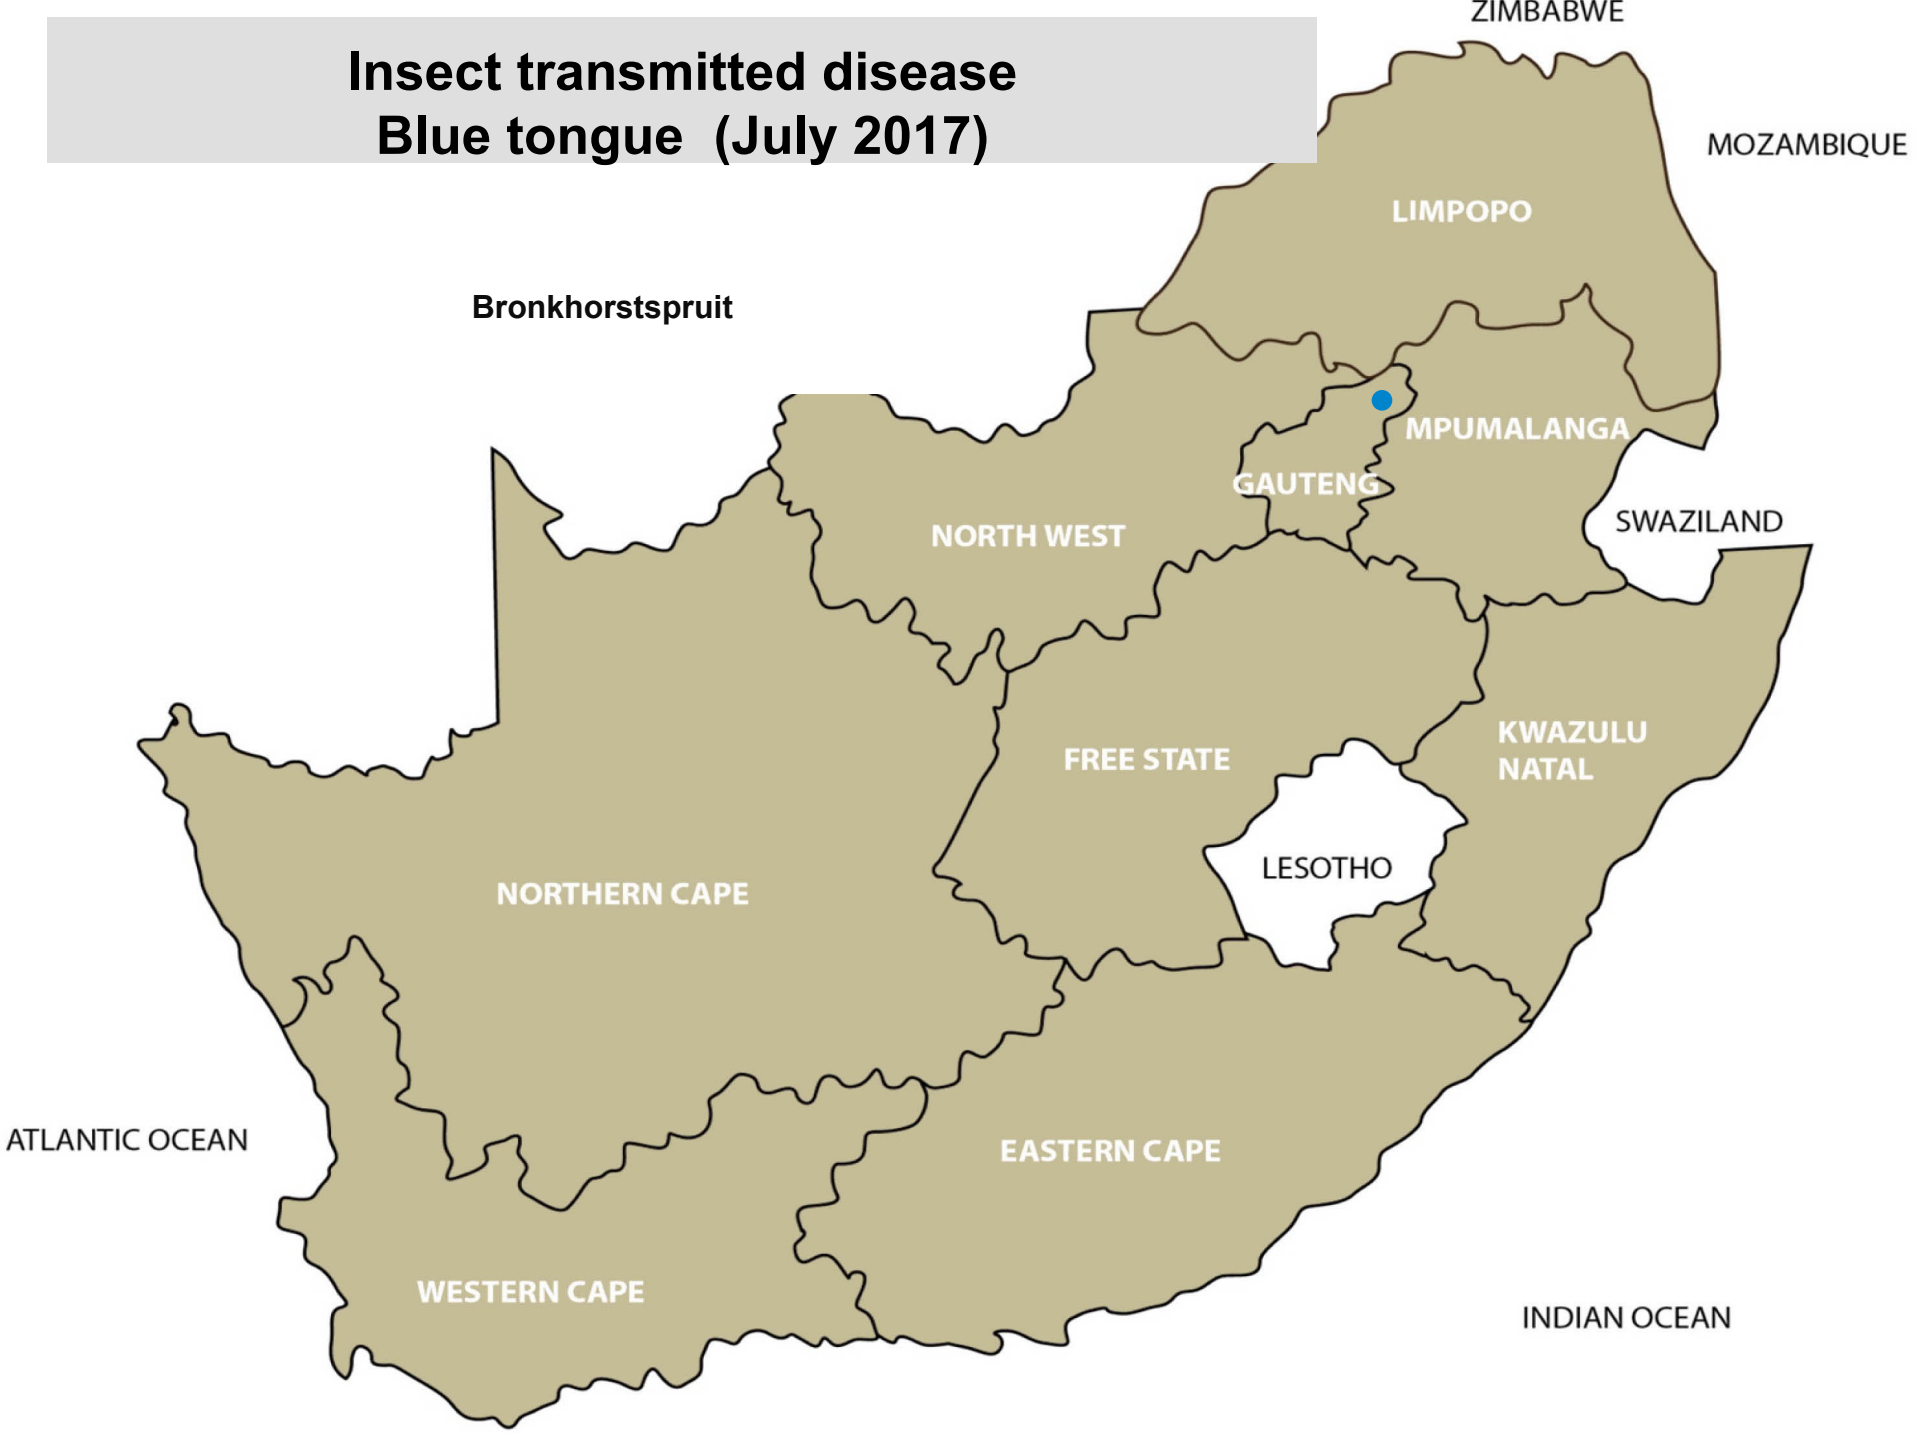 ZIMBABWE
Insect transmitted disease
Blue tongue (July 2017)
MOZAMBIQUE
LIMPOPO
Bronkhorstspruit
MPUMALANGA
GAUTENG
SWAZILAND
NORTH WEST
KWAZULU
NATAL
FREE STATE
LESOTHO
NORTHERN CAPE
ATLANTIC OCEAN
EASTERN CAPE
WESTERN CAPE
INDIAN OCEAN